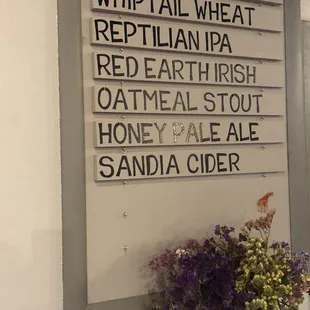 WHIPTAIL WHEAT
REPTILIAN IPA
RED EARTH IRISH
OATMEAL STOUT
HONEY PALE ALE
SANDIA CIDER